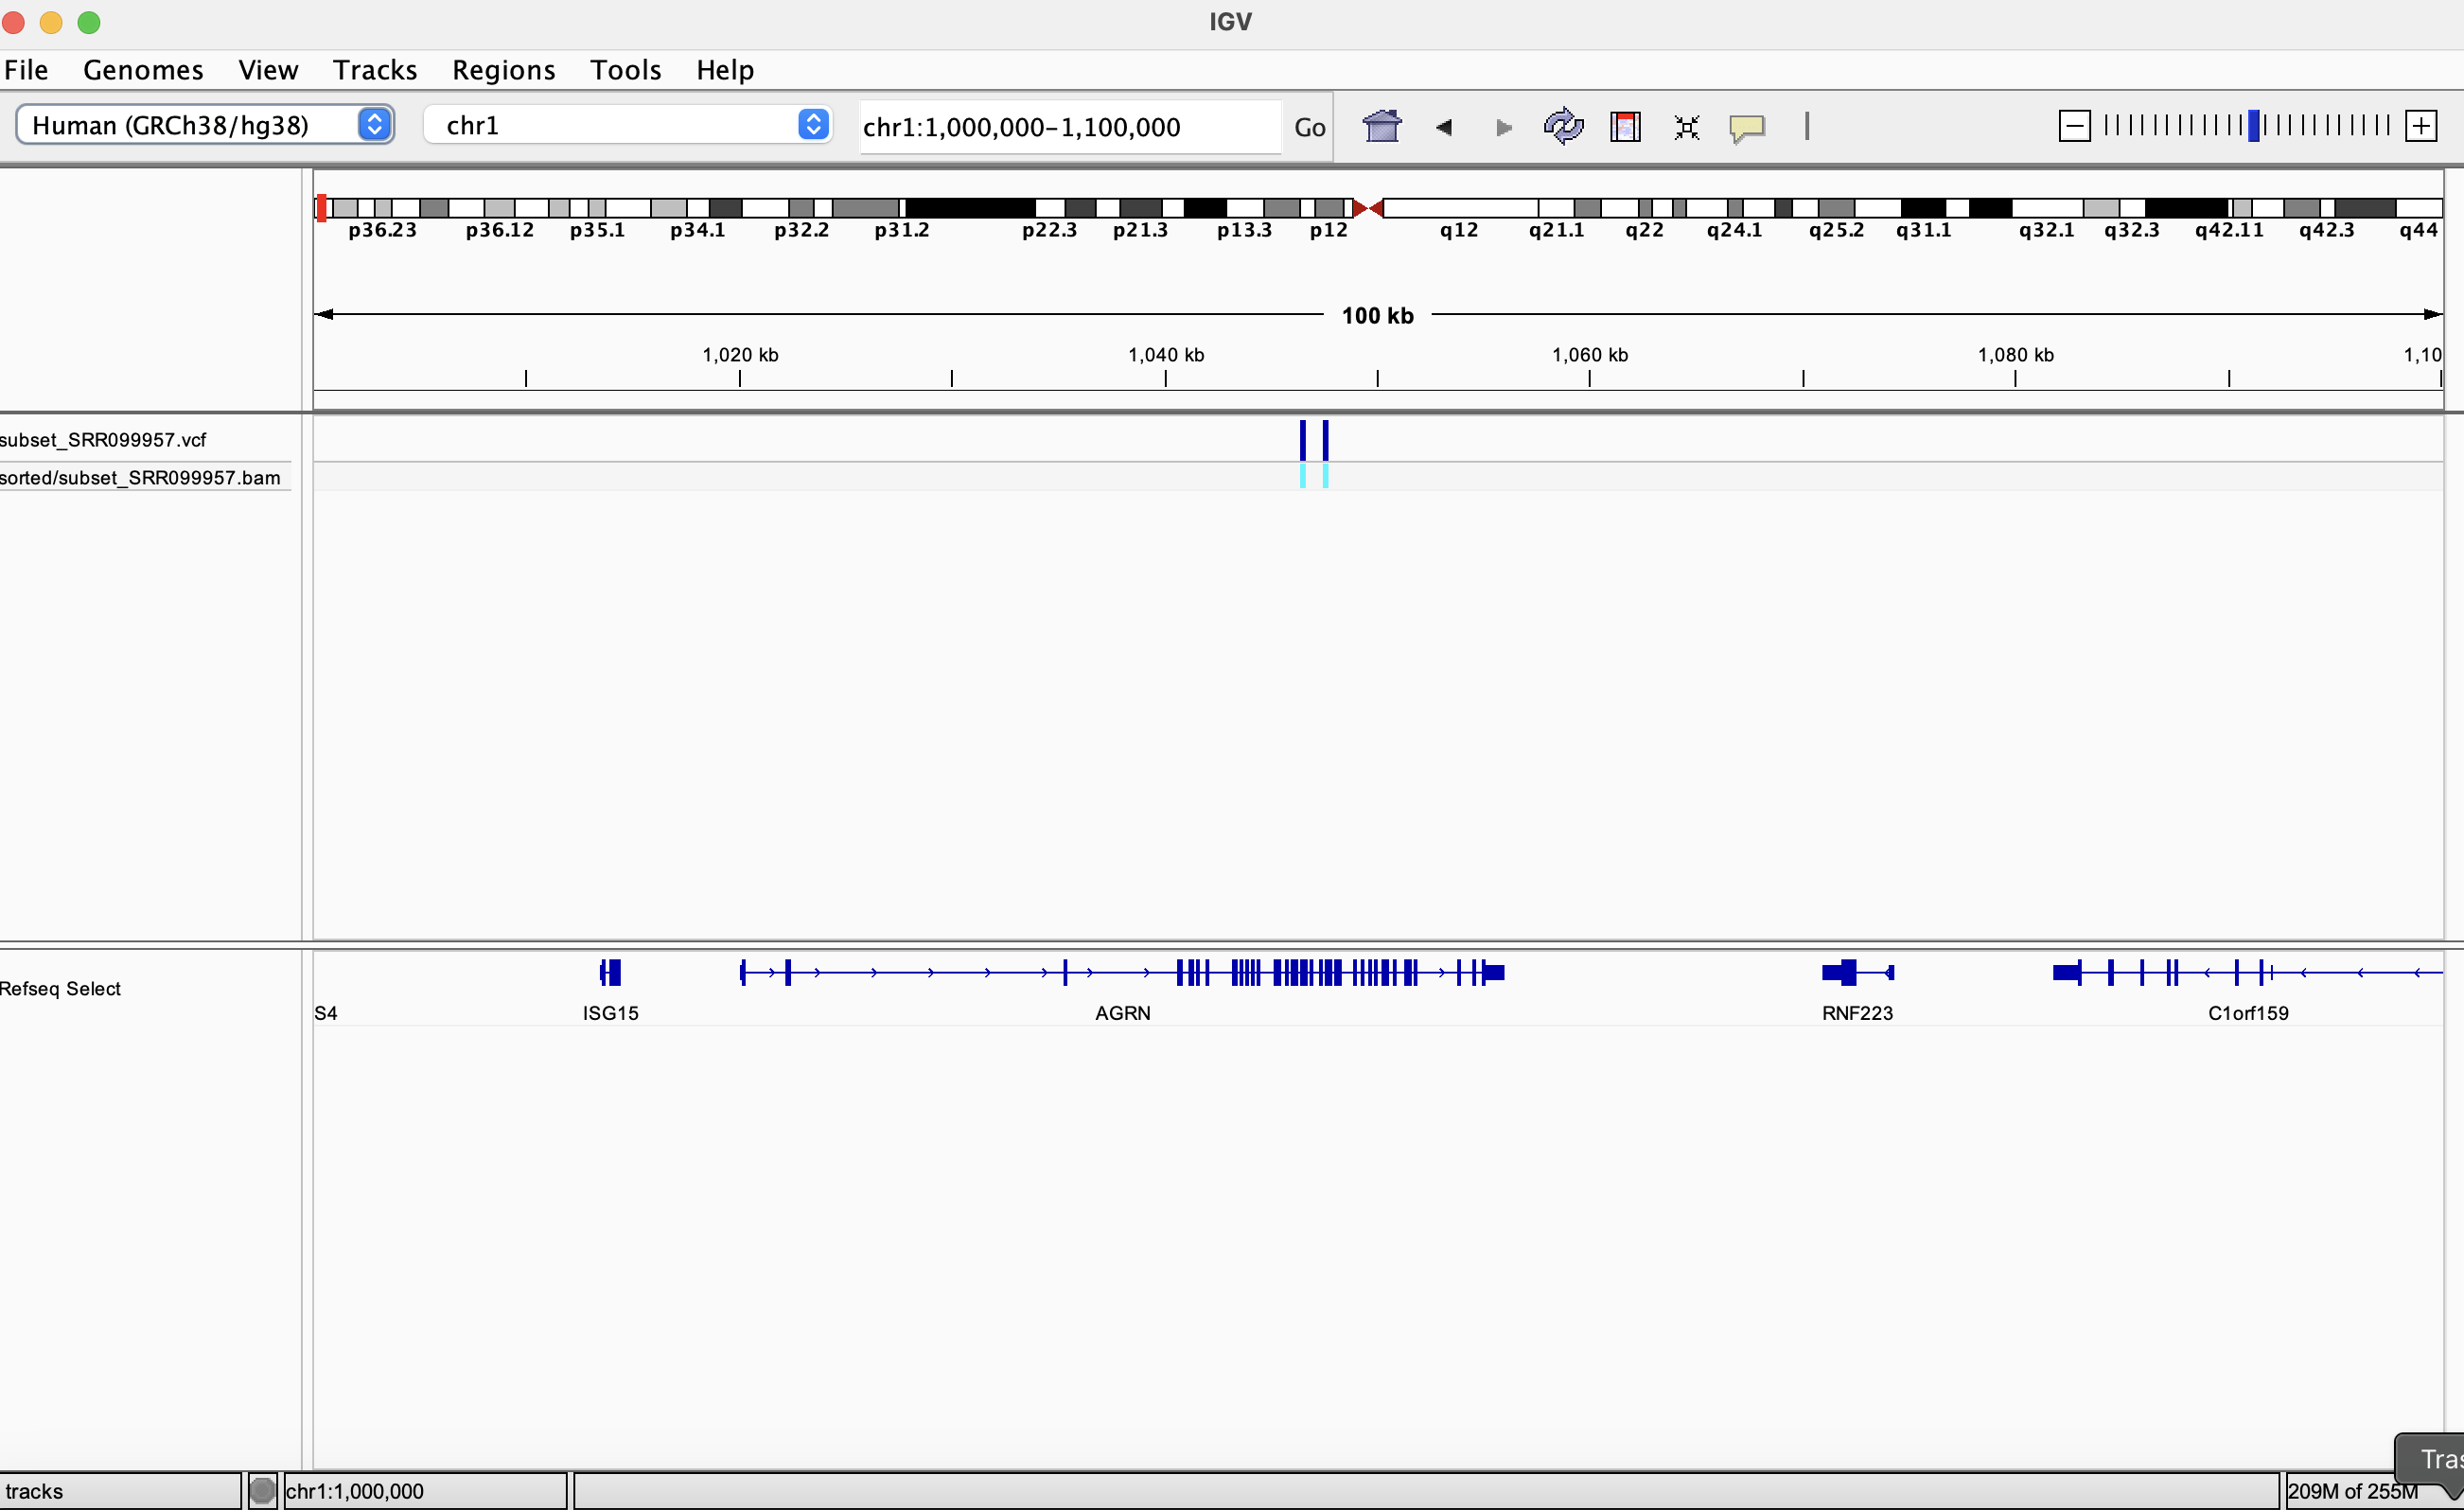 IGV
File Genomes View Tracks Regions Tools Help
Human (GRCh38/hg38) chr1 chr1:1,000,000-1,100,000 Go
p36.23 p36.12 p35.1 p34.1 p32.2 p31.2 p22.3 p21.3 p13.3 p12 q12 q21.1 q22 q24.1 q25.2 q31.1 q32.1 q32.3 q42.11 q42.3 q44
100 kb
1,020 kb 1,040 kb 1,060 kb 1,080 kb 1,10
subset_SRR099957.vcf
sorted/subset_SRR099957.bam
Refseq Select
S4 ISG15 AGRN RNF223 C1orf159
Tras
tracks chr1:1,000,000 209M of 255M